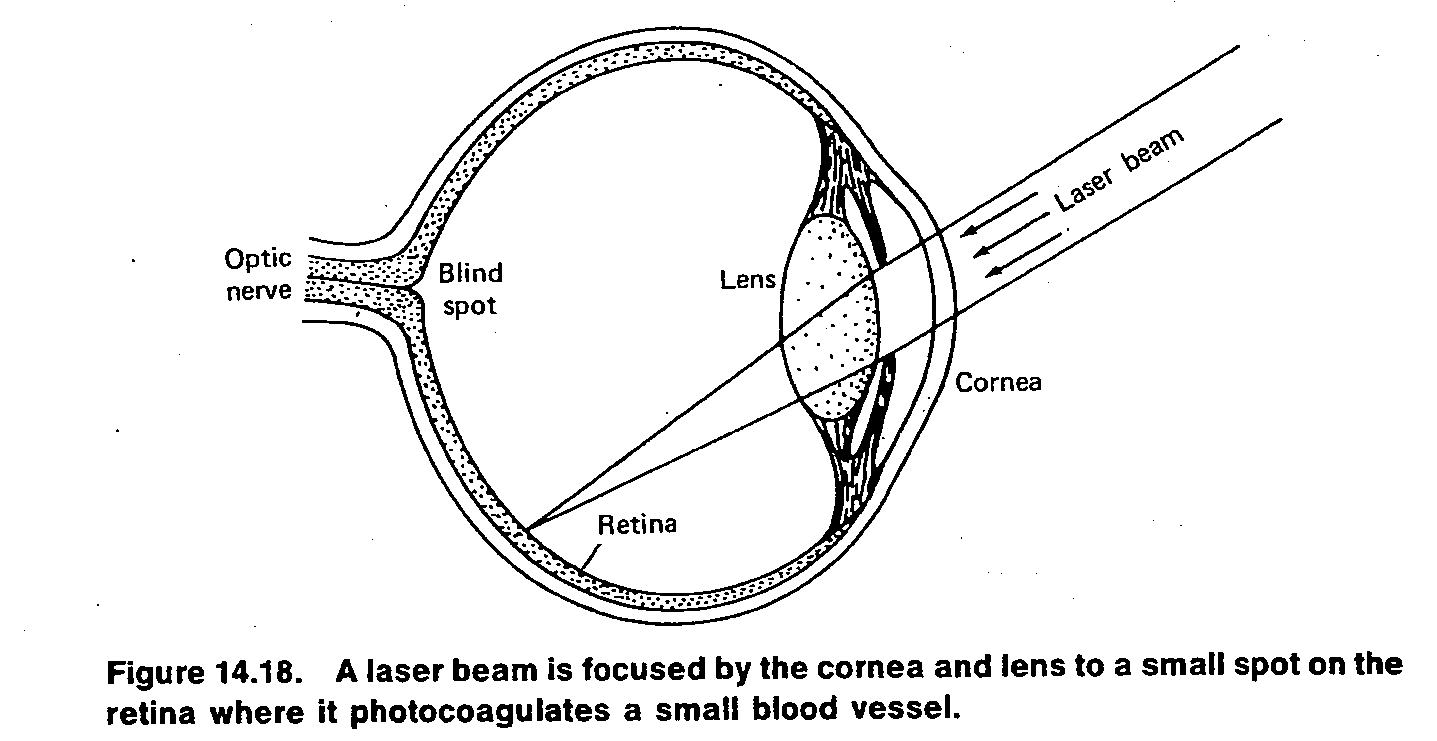 Laser beam
Optic
nerve
Blind
spot
Lens
Cornea
Retina
Figure 14.18. A laser beam is focused by the cornea and lens to a small spot on the
retina where it photocoagulates a small blood vessel.